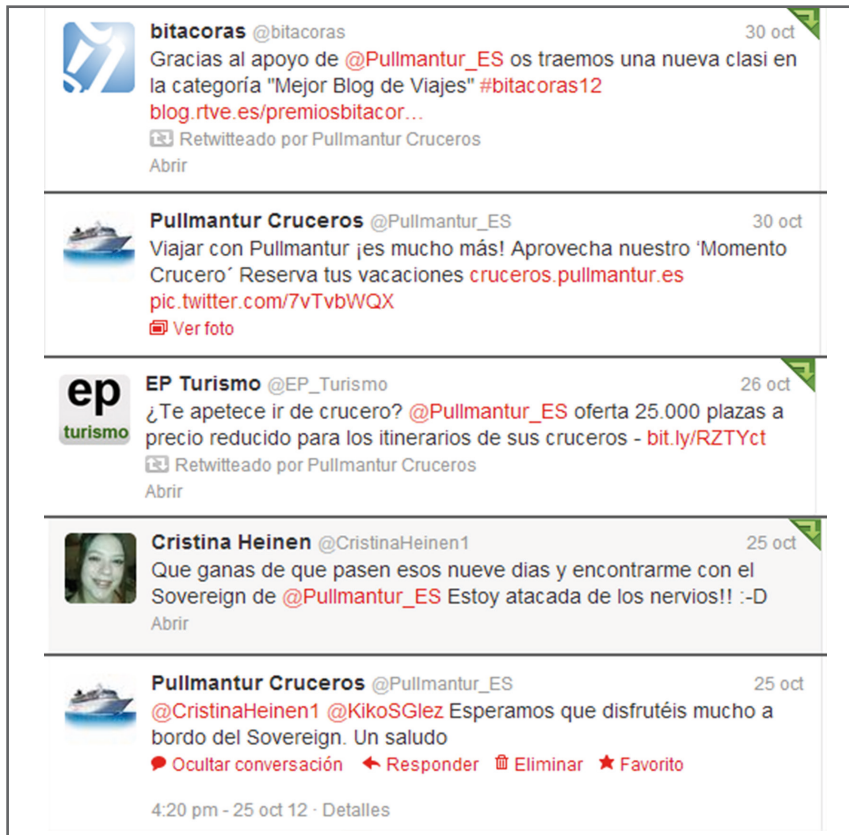 bitacoras @bitacoras 30 oct
Gracias al apoyo de @Pullmantur_ES os traemos una nueva clasi en
la categoría "Mejor Blog de Viajes" #bitacoras12
blog.rtve.es/premiosbitacor…
Retwitteado por Pullmantur Cruceros
Abrir
Pullmantur Cruceros @Pullmantur_ES 30 oct
Viajar con Pullmantur ¡es mucho más! Aprovecha nuestro ‘Momento
Crucero´ Reserva tus vacaciones cruceros.pullmantur.es
pic.twitter.com/7vTvbWQX
Ver foto
ep
turismo
EP Turismo @EP_Turismo 26 oct
¿Te apetece ir de crucero? @Pullmantur_ES oferta 25.000 plazas a
precio reducido para los itinerarios de sus cruceros - bit.ly/RZTYct
Retwitteado por Pullmantur Cruceros
Abrir
Cristina Heinen @CristinaHeinen1 25 oct
Que ganas de que pasen esos nueve dias y encontrarme con el
Sovereign de @Pullmantur_ES Estoy atacada de los nervios!! :-D
Abrir
Pullmantur Cruceros @Pullmantur_ES 25 oct
@CristinaHeinen1 @KikoSGlez Esperamos que disfrutéis mucho a
bordo del Sovereign. Un saludo
Ocultar conversación Responder Eliminar Favorito
4:20 pm - 25 oct 12 · Detalles